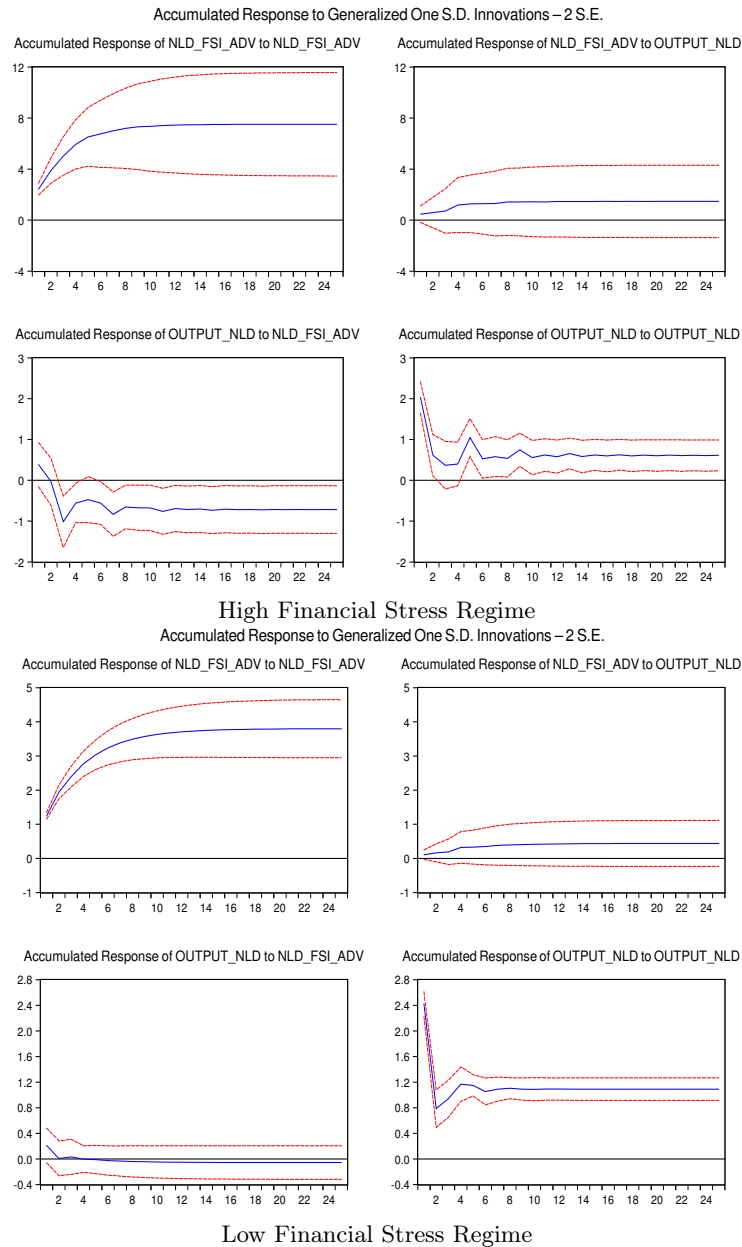 Accumulated Response to Generalized One S.D. Innovations – 2 S.E.
Accumulated Response of NLD_FSI_ADV to NLD_FSI_ADV
Accumulated Response of NLD_FSI_ADV to OUTPUT_NLD
12
8
4
0
-4
2 4 6 8 10 12 14 16 18 20 22 24
12
8
4
0
-4
2 4 6 8 10 12 14 16 18 20 22 24
Accumulated Response of OUTPUT_NLD to NLD_FSI_ADV
Accumulated Response of OUTPUT_NLD to OUTPUT_NLD
3
2
1
0
-1
-2
2 4 6 8 10 12 14 16 18 20 22 24
3
2
1
0
-1
-2
2 4 6 8 10 12 14 16 18 20 22 24
High Financial Stress Regime
Accumulated Response to Generalized One S.D. Innovations – 2 S.E.
Accumulated Response of NLD_FSI_ADV to NLD_FSI_ADV
Accumulated Response of NLD_FSI_ADV to OUTPUT_NLD
5
4
3
2
1
0
-1
2 4 6 8 10 12 14 16 18 20 22 24
5
4
3
2
1
0
-1
2 4 6 8 10 12 14 16 18 20 22 24
Accumulated Response of OUTPUT_NLD to NLD_FSI_ADV
Accumulated Response of OUTPUT_NLD to OUTPUT_NLD
2.8
2.4
2.0
1.6
1.2
0.8
0.4
0.0
-0.4
2 4 6 8 10 12 14 16 18 20 22 24
2.8
2.4
2.0
1.6
1.2
0.8
0.4
0.0
-0.4
2 4 6 8 10 12 14 16 18 20 22 24
Low Financial Stress Regime